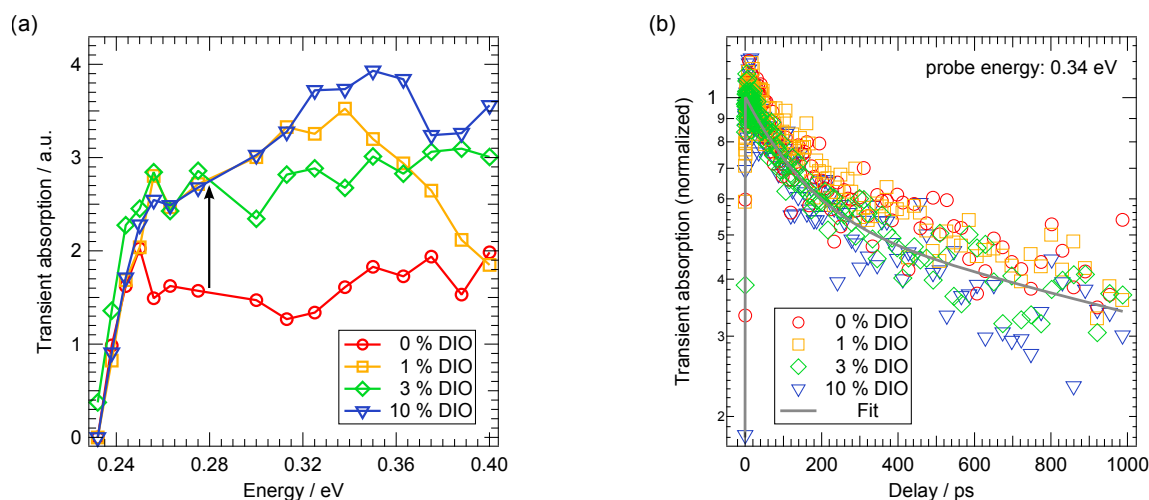 (a)
Transient absorption / a.u.
4
3
2
1
0
0.24
0.28
0.32
0.36
0.40
Energy / eV
0 % DIO
1 % DIO
3 % DIO
10 % DIO
(b)
Transient absorption (normalized)
probe energy: 0.34 eV
1
9
8
7
6
5
4
3
2
0
200
400
600
800
1000
Delay / ps
0 % DIO
1 % DIO
3 % DIO
10 % DIO
Fit